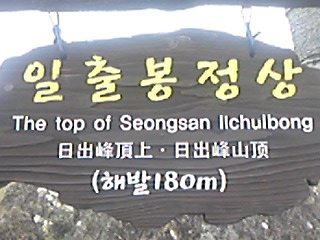 일출봉정상
The top of Seongsan Ilchulbong
日出峰頂上·日出峰山顶
(해발180m)